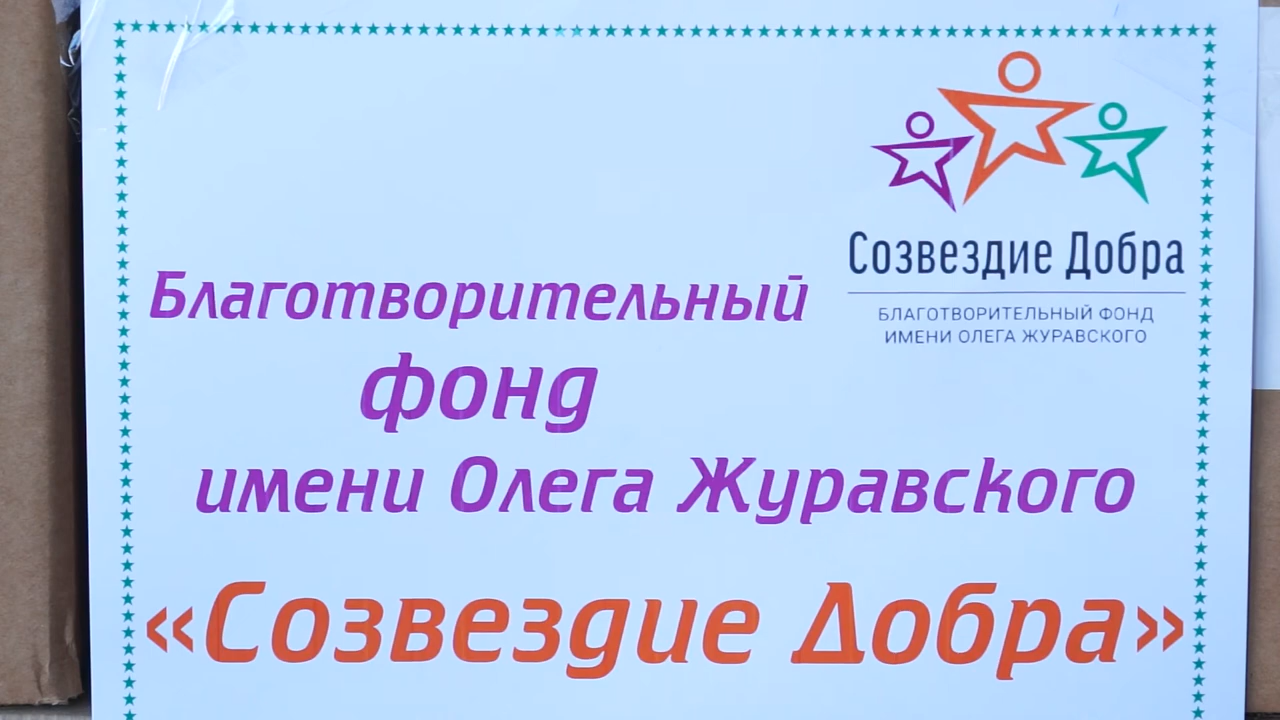 Созвездие Добра
БЛАГОТВОРИТЕЛЬНЫЙ ФОНД
ИМЕНИ ОЛЕГА ЖУРАВСКОГО
Благотворительный
фонд
имени Олега Журавского
«Созвездие Добра»